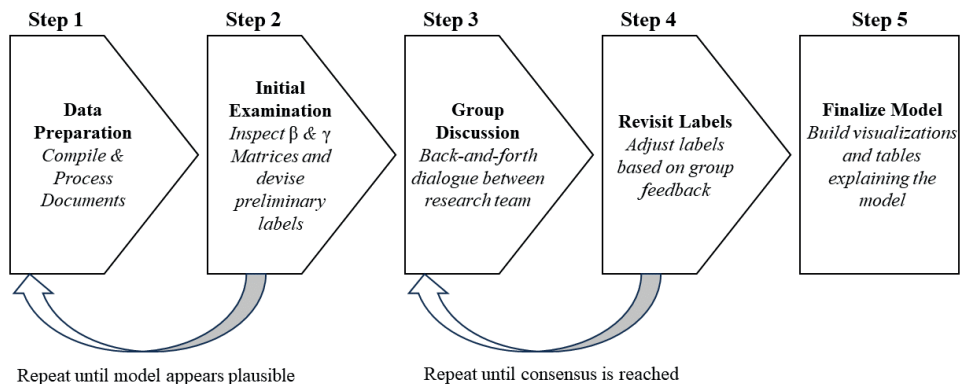 Step 1
Data
Preparation
Compile &
Process
Documents
Step 2
Initial
Examination
Inspect β & γ
Matrices and
devise
preliminary
labels
Step 3
Group
Discussion
Back-and-forth
dialogue between
research team
Step 4
Revisit Labels
Adjust labels
based on group
feedback
Step 5
Finalize Model
Build visualizations
and tables
explaining the
model
Repeat until model appears plausible
Repeat until consensus is reached